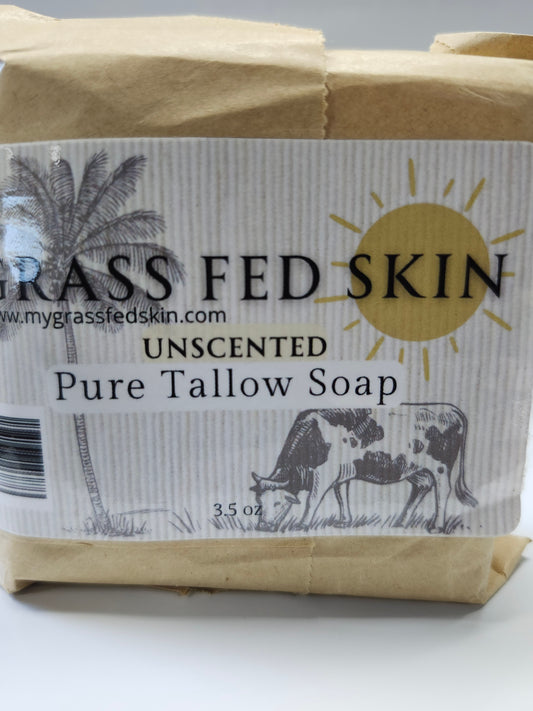 GRASS FED SKIN
www.mygrassfedskin.com
UNSCENTED
Pure Tallow Soap
3.5 oz